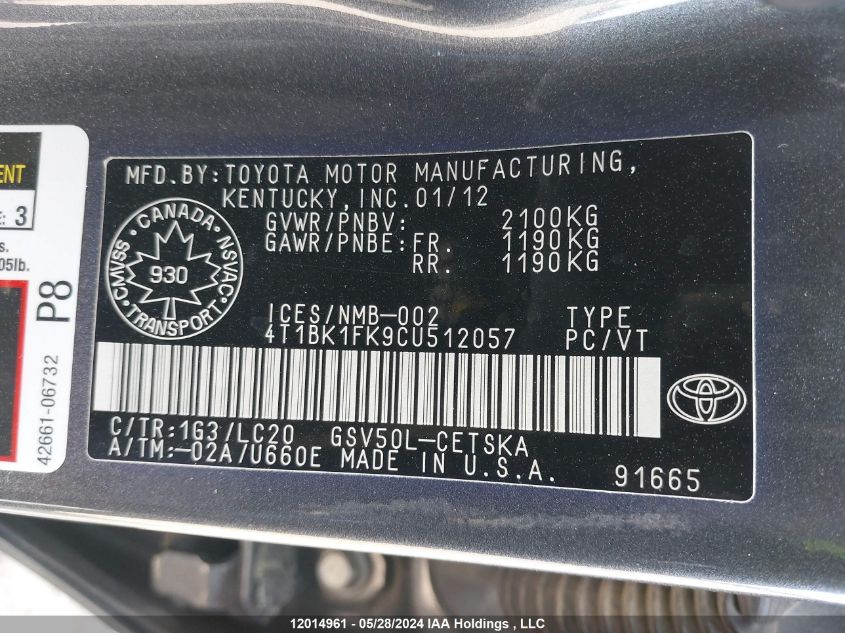 ENT
E: 3
s.
05lb.
P8
42661-06732
MFD.BY:TOYOTA MOTOR MANUFACTURING,
KENTUCKY,INC.01/12
GVWR/PNBV: 2100KG
GAWR/PNBE:FR. 1190KG
RR. 1190KG
CANADA
CMVSS NSVAC
930
TRANSPORT
ICES/NMB-002 TYPE
4T1BK1FK9CU512057 PC/VT
C/TR:1G3/LC20 GSV50L-CETSKA
A/TM:-02A/U660E MADE IN U.S.A. 91665
12014961 - 05/28/2024 IAA Holdings , LLC